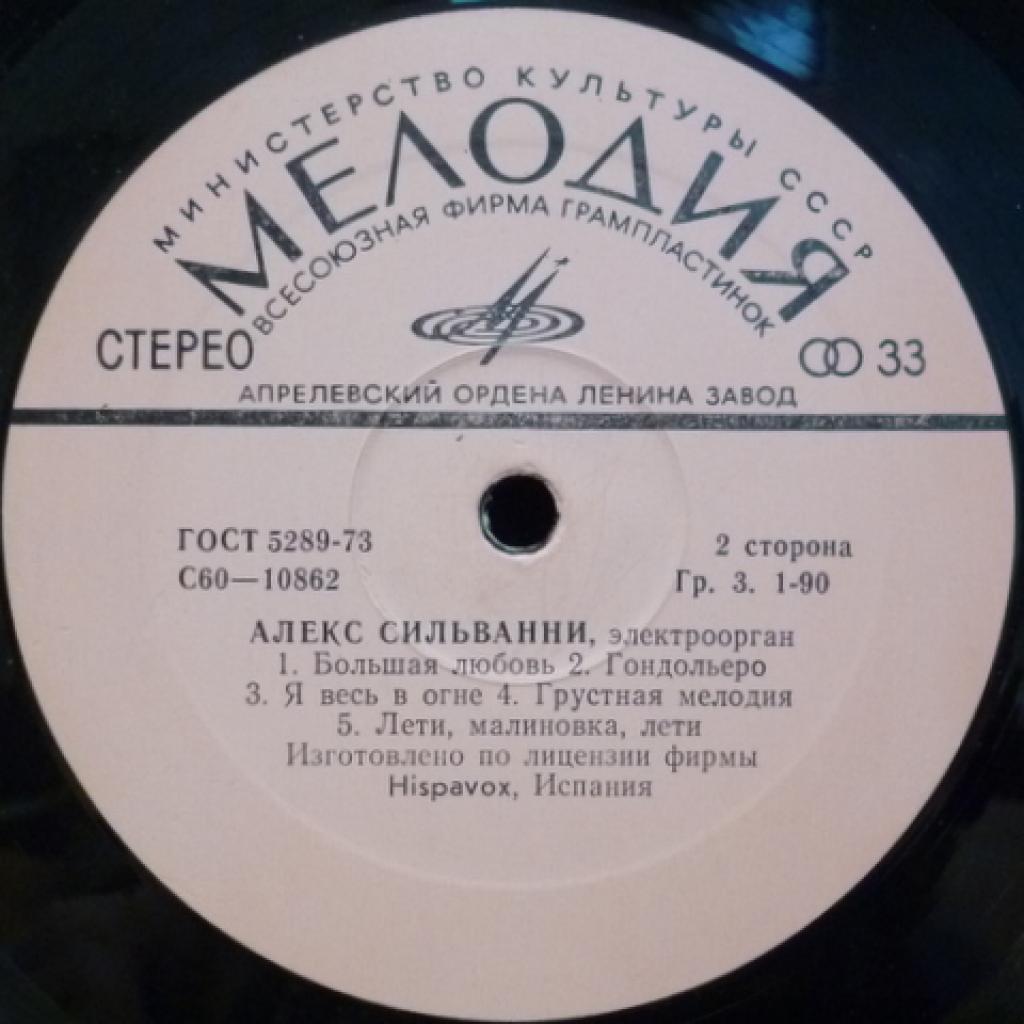 МИНИСТЕРСТВО КУЛЬТУРЫ СССР
МЕЛОДИЯ
ВСЕСОЮЗНАЯ ФИРМА ГРАМПЛАСТИНОК
СТЕРЕО
33
АПРЕЛЕВСКИЙ ОРДЕНА ЛЕНИНА ЗАВОД
ГОСТ 5289-73
2 сторона
С60—10862
Гр. 3. 1-90
АЛЕКС СИЛЬВАННИ, электроорган
1. Большая любовь 2. Гондольеро
3. Я весь в огне 4. Грустная мелодия
5. Лети, малиновка, лети
Изготовлено по лицензии фирмы
Hispavox, Испания